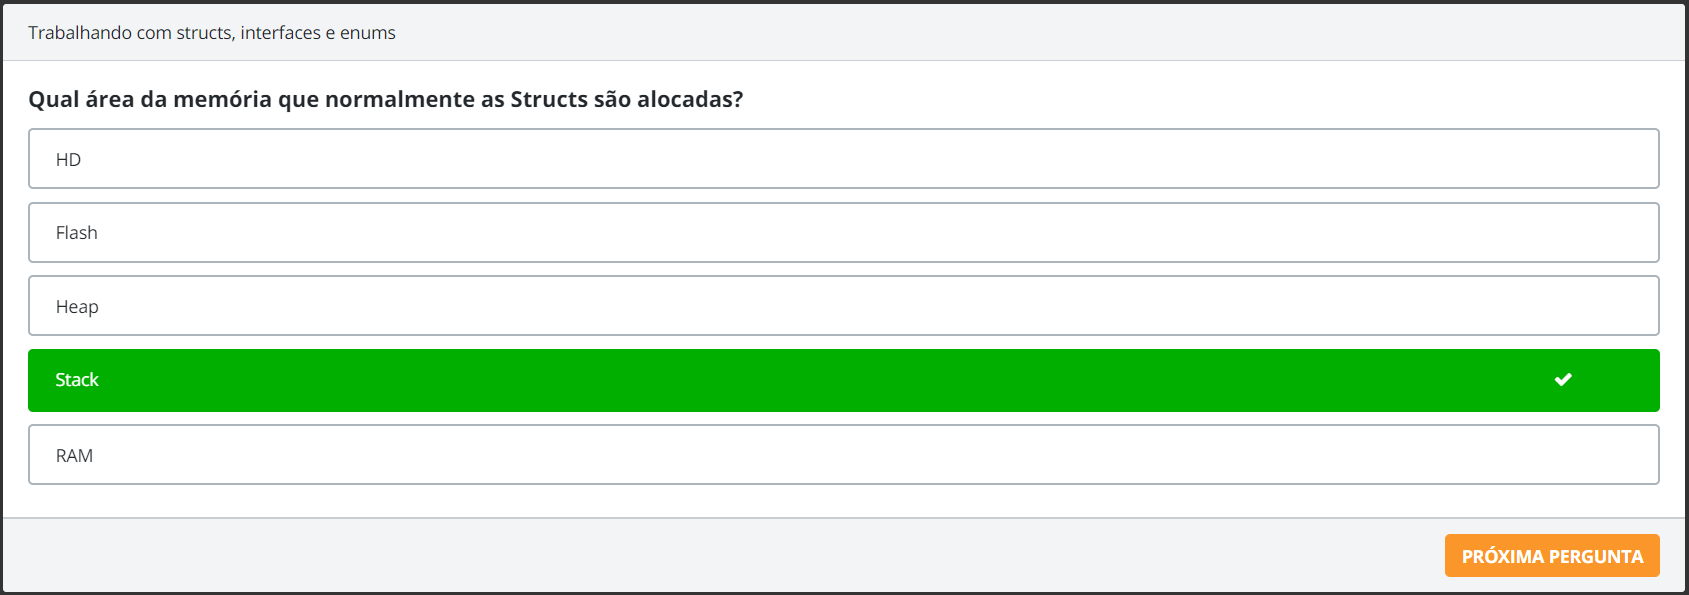 Trabalhando com structs, interfaces e enums
Qual área da memória que normalmente as Structs são alocadas?
HD
Flash
Heap
Stack
RAM
PRÓXIMA PERGUNTA